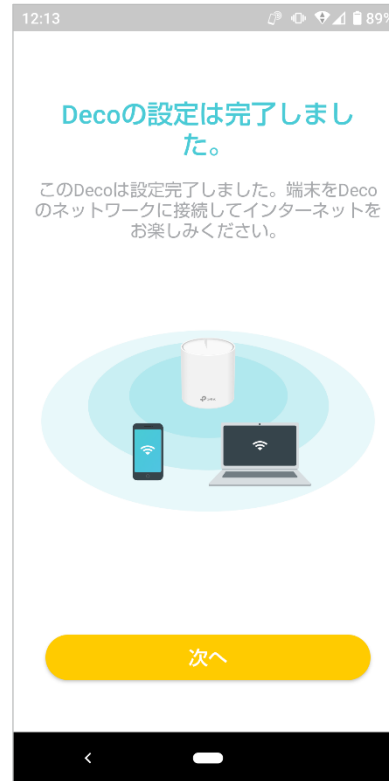 12:13
89%
Decoの設定は完了しまし
た。
このDecoは設定完了しました。端末をDeco
のネットワークに接続してインターネットを
お楽しみください。
次へ